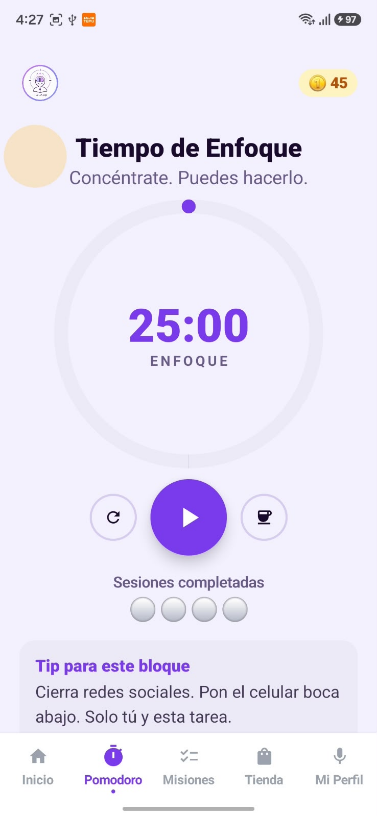 4:27
97
45
Tiempo de Enfoque
Concéntrate. Puedes hacerlo.
25:00
ENFOQUE
Sesiones completadas
Tip para este bloque
Cierra redes sociales. Pon el celular boca
abajo. Solo tú y esta tarea.
Inicio
Pomodoro
Misiones
Tienda
Mi Perfil